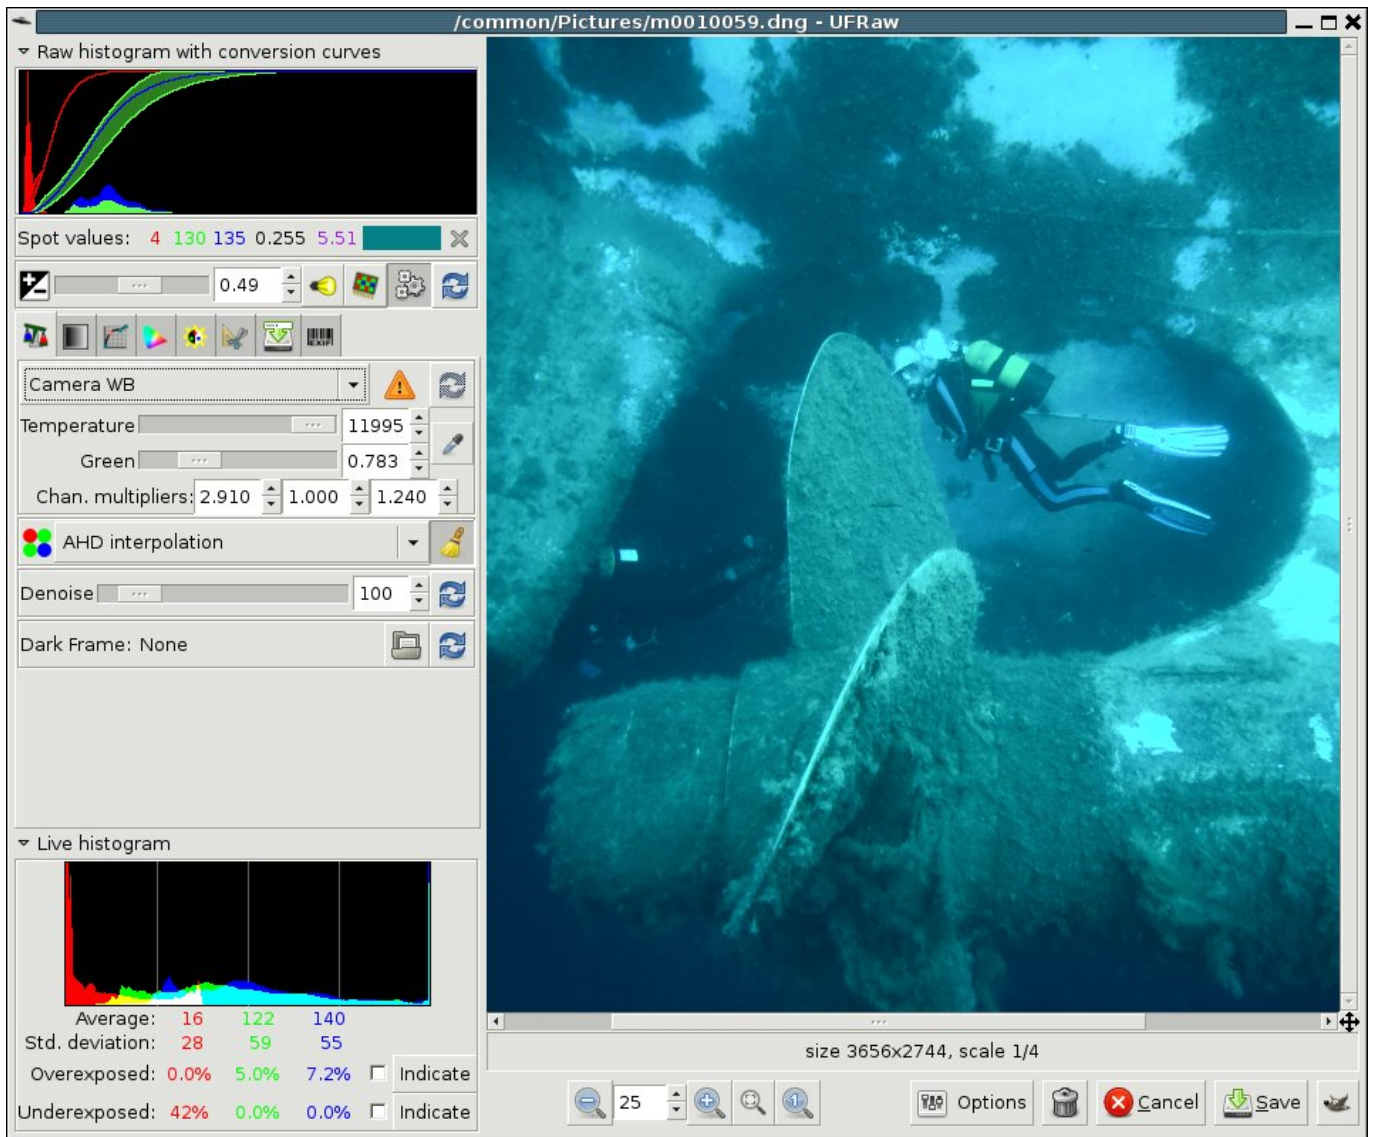 /common/Pictures/m0010059.dng - UFRaw
Raw histogram with conversion curves
Spot values: 4 130 135 0.255 5.51
0.49
EXIF
Camera WB
Temperature 11995
Green 0.783
Chan. multipliers: 2.910 1.000 1.240
AHD interpolation
Denoise 100
Dark Frame: None
Live histogram
Average: 16 122 140
Std. deviation: 28 59 55
Overexposed: 0.0% 5.0% 7.2% Indicate
Underexposed: 42% 0.0% 0.0% Indicate
size 3656x2744, scale 1/4
25 1 Options Cancel Save